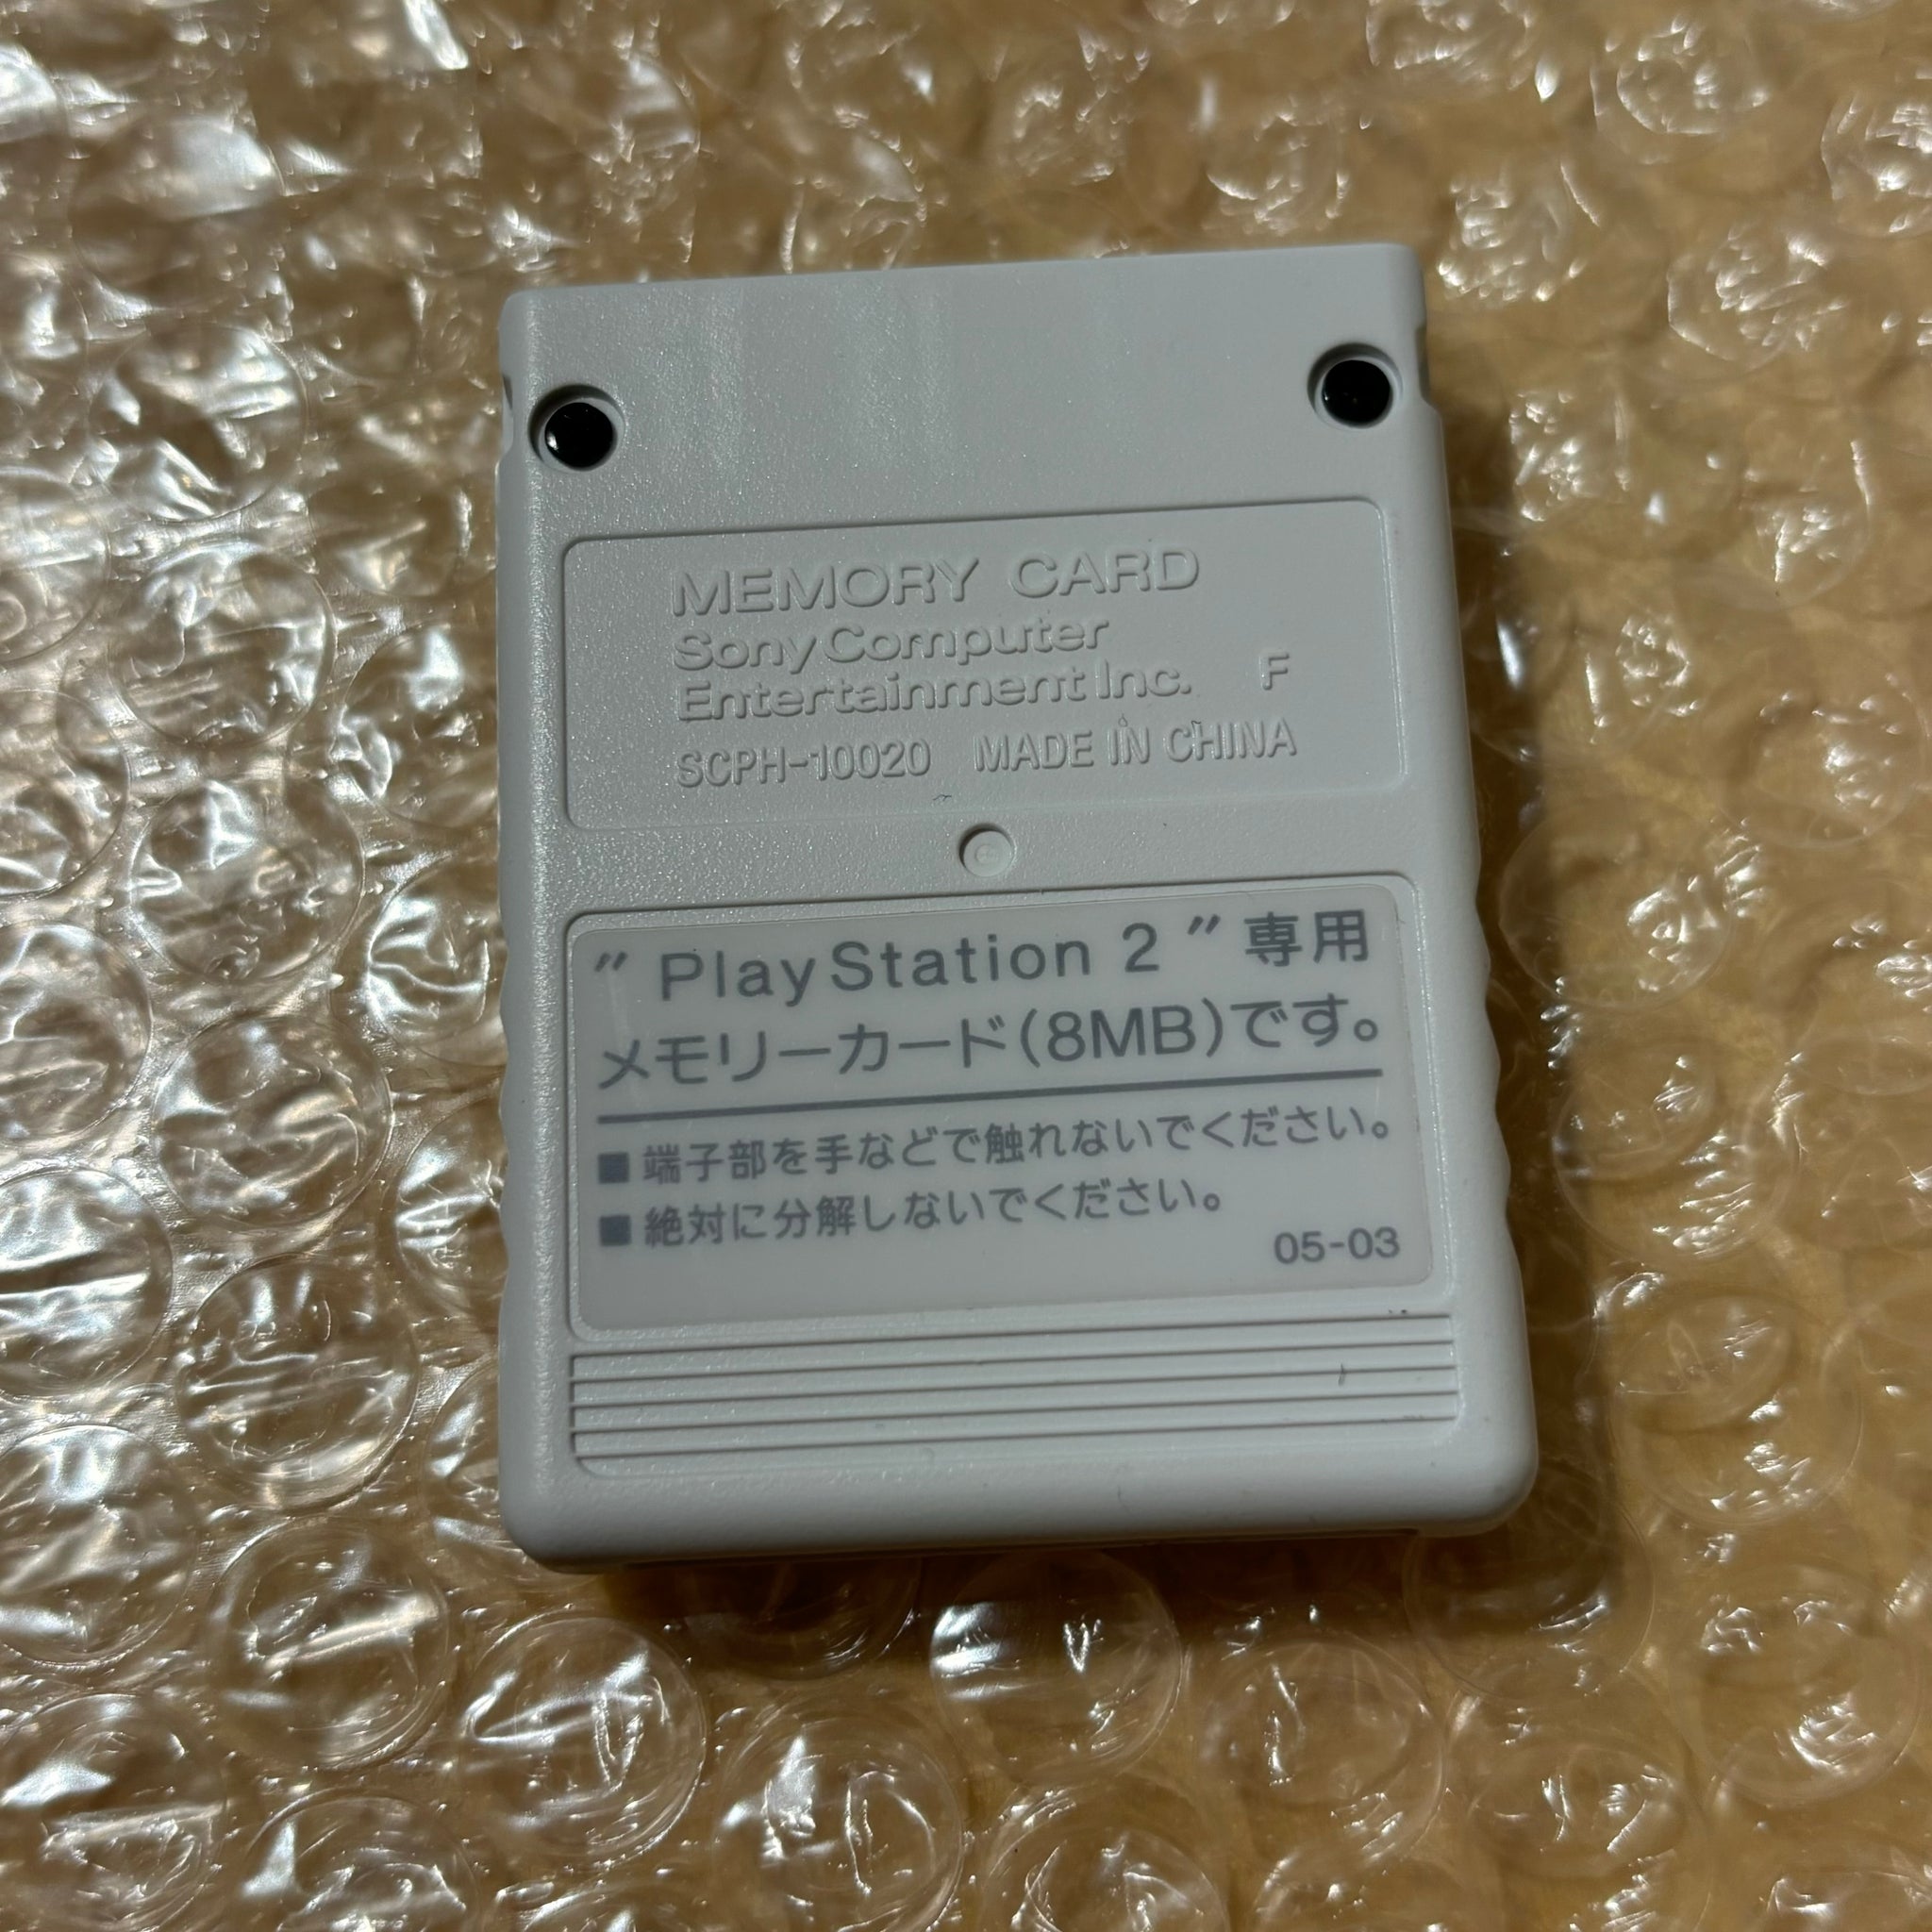 MEMORY CARD
Sony Computer
Entertainment Inc. F
SCPH-10020 MADE IN CHINA
" PlayStation 2 " 専用
メモリーカード(8MB)です。
■ 端子部を手などで触れないでください。
■ 絶対に分解しないでください。
05-03